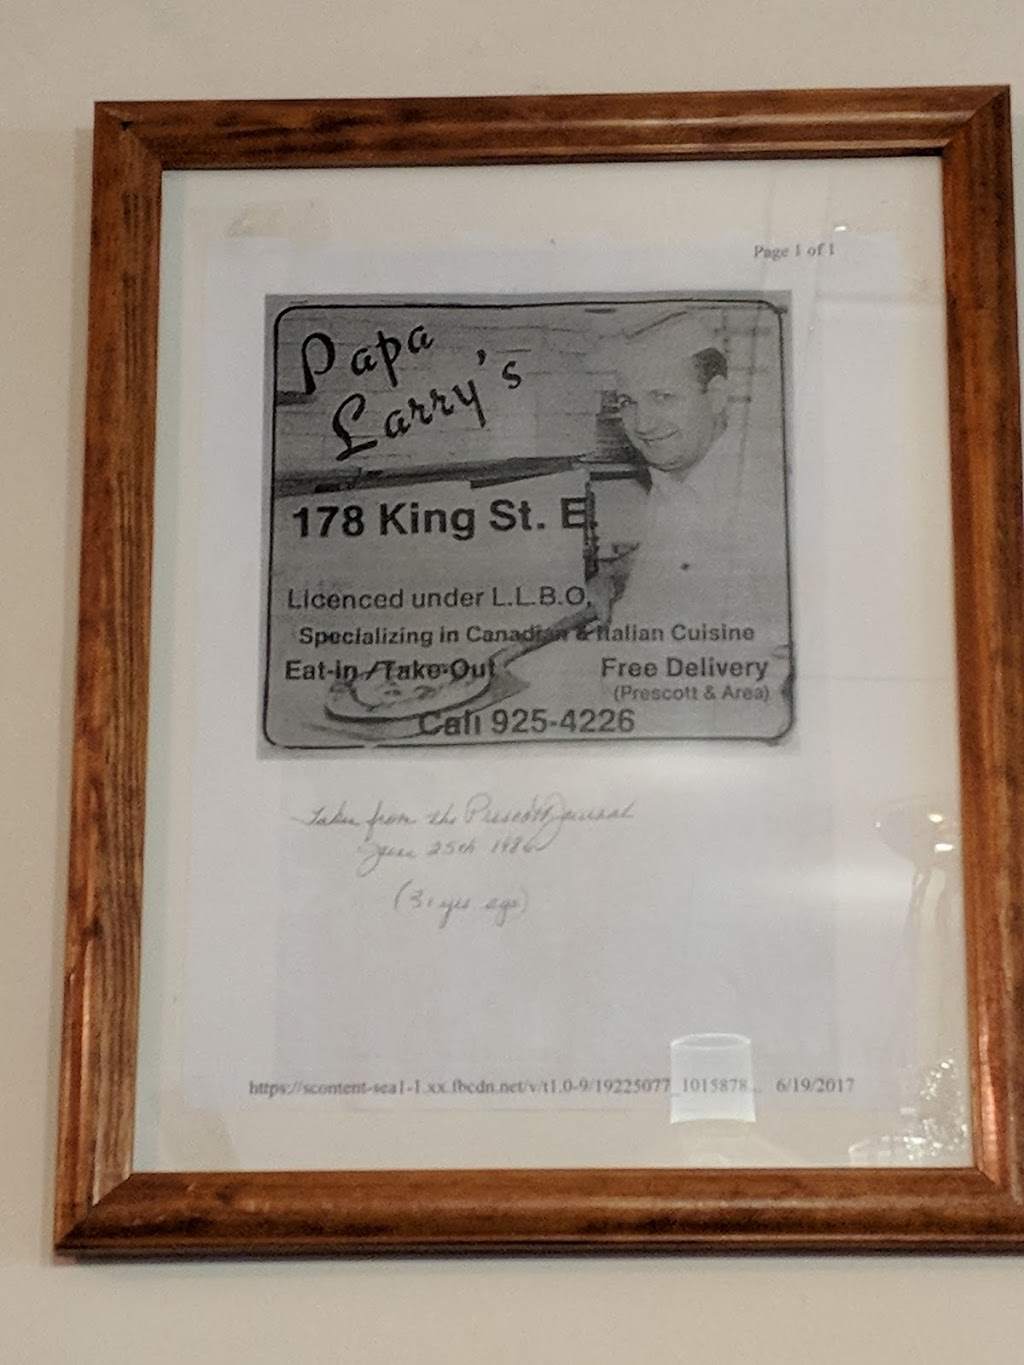 Page 1 of 1
Papa
Larry's
178 King St. E.
Licenced under L.L.B.O.
Specializing in Canadian & Italian Cuisine
Eat-in / Take-Out Free Delivery
(Prescott & Area)
Call 925-4226
Taken from the Prescott Journal
June 25th 1986
(31 yrs ago)
https://scontent-sea1-1.xx.fbcdn.net/v/t1.0-9/19225077_1015878... 6/19/2017